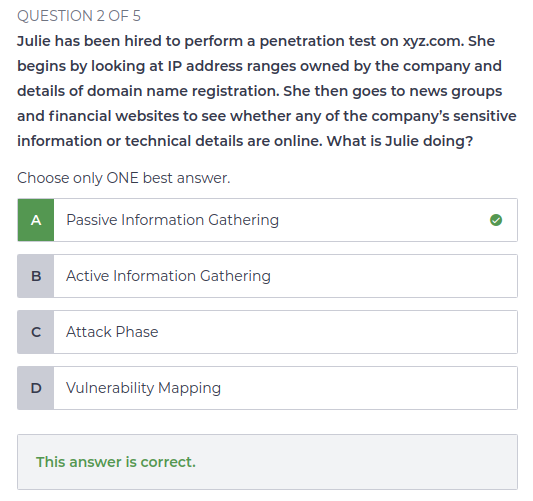 QUESTION 2 OF 5
Julie has been hired to perform a penetration test on xyz.com. She
begins by looking at IP address ranges owned by the company and
details of domain name registration. She then goes to news groups
and financial websites to see whether any of the company’s sensitive
information or technical details are online. What is Julie doing?
Choose only ONE best answer.
A Passive Information Gathering
B Active Information Gathering
C Attack Phase
D Vulnerability Mapping
This answer is correct.